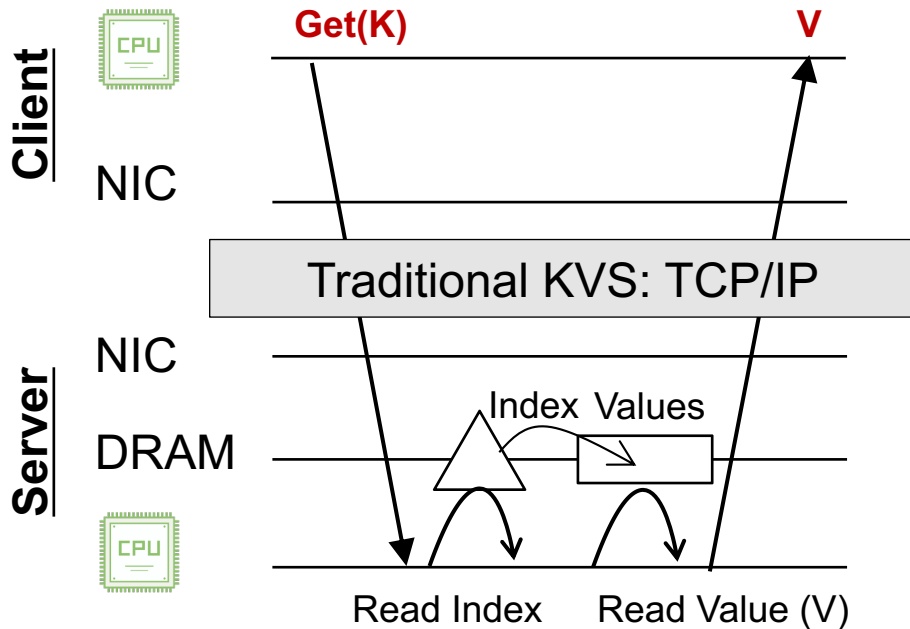 Get(K)
V
Client
CPU
NIC
Traditional KVS: TCP/IP
Server
NIC
Index Values
DRAM
CPU
Read Index
Read Value (V)